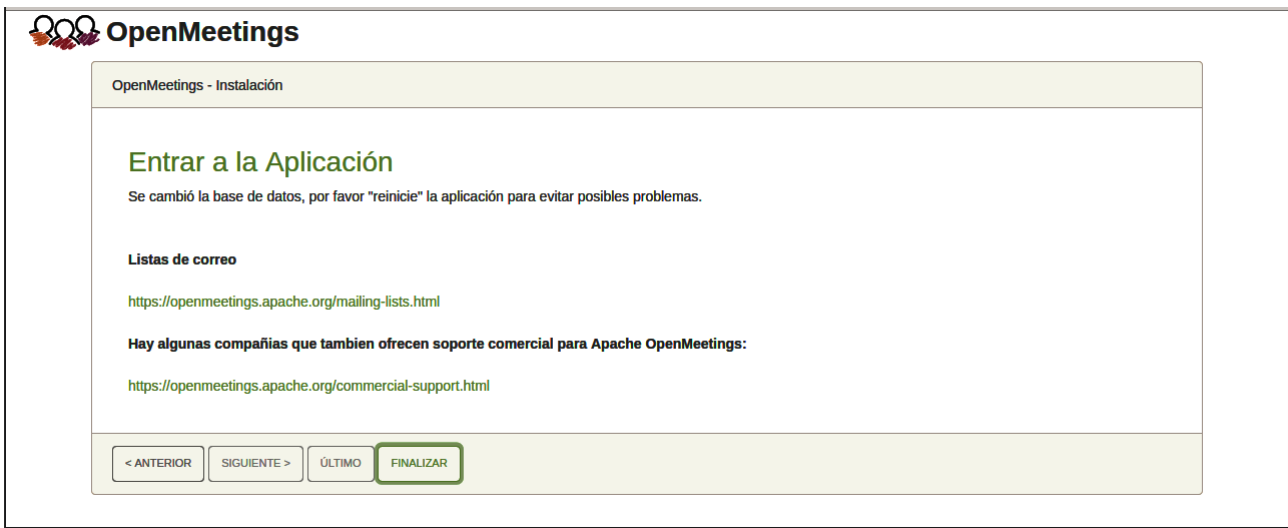 OpenMeetings
OpenMeetings - Instalación
Entrar a la Aplicación
Se cambió la base de datos, por favor "reinicie" la aplicación para evitar posibles problemas.
Listas de correo
https://openmeetings.apache.org/mailing-lists.html
Hay algunas compañias que tambien ofrecen soporte comercial para Apache OpenMeetings:
https://openmeetings.apache.org/commercial-support.html
< ANTERIOR SIGUIENTE > ÚLTIMO FINALIZAR